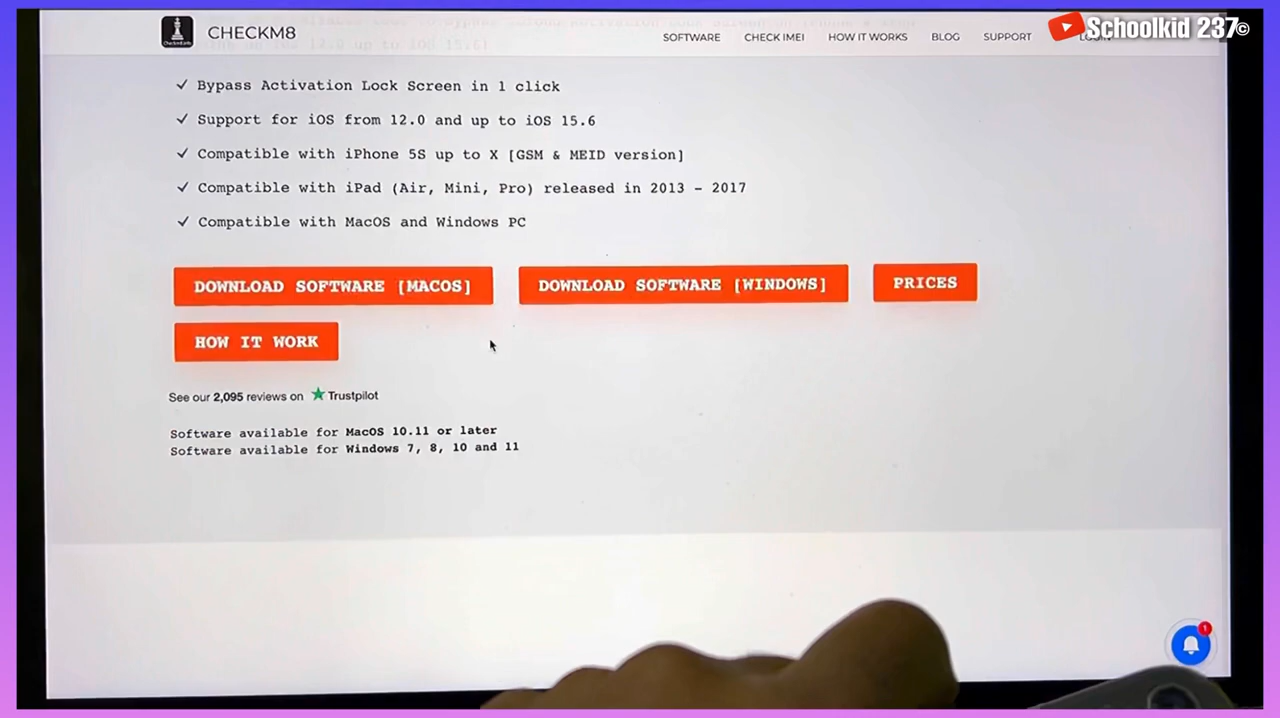 CHECKM8
SOFTWARE
CHECK IMEI
HOW IT WORKS
BLOG
SUPPORT
Schoolkid 237©
✓ Bypass Activation Lock Screen in 1 click
✓ Support for iOS from 12.0 and up to iOS 15.6
✓ Compatible with iPhone 5S up to X [GSM & MEID version]
✓ Compatible with iPad (Air, Mini, Pro) released in 2013 – 2017
✓ Compatible with MacOS and Windows PC
DOWNLOAD SOFTWARE [MACOS]
DOWNLOAD SOFTWARE [WINDOWS]
PRICES
HOW IT WORK
See our 2,095 reviews on ★ Trustpilot
Software available for MacOS 10.11 or later
Software available for Windows 7, 8, 10 and 11
1